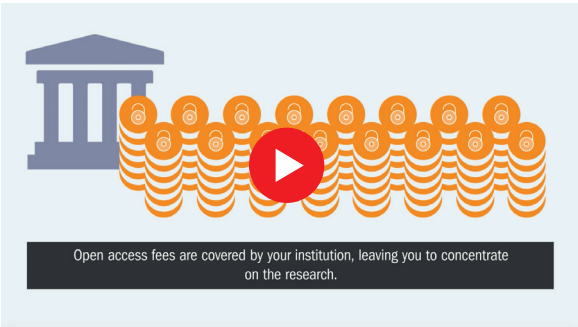 Open access fees are covered by your institution, leaving you to concentrate
on the research.